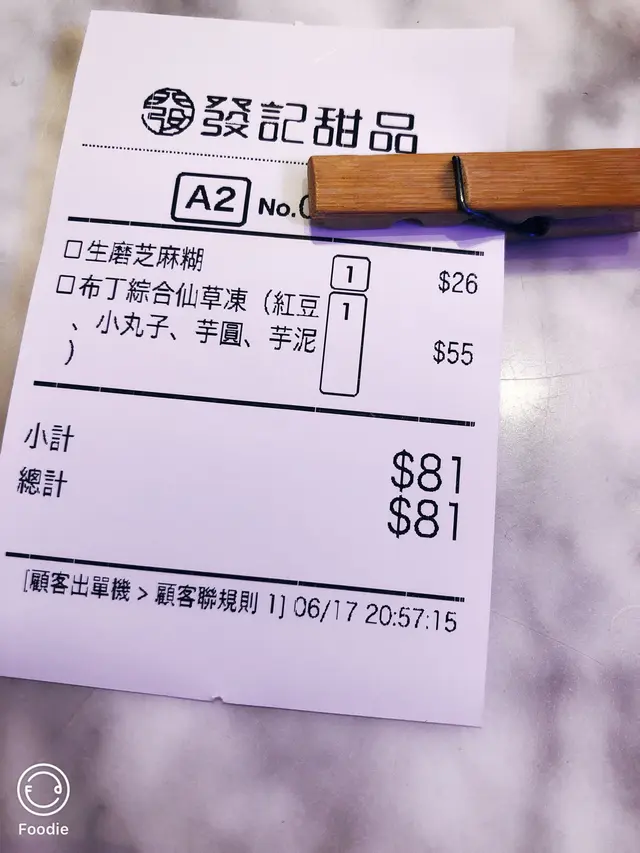 發 發記甜品
A2 No.
□生磨芝麻糊 1 $26
□布丁綜合仙草凍（紅豆 1
、小丸子、芋圓、芋泥 $55
）
小計 $81
總計 $81
[顧客出單機 > 顧客聯規則 1] 06/17 20:57:15
Foodie